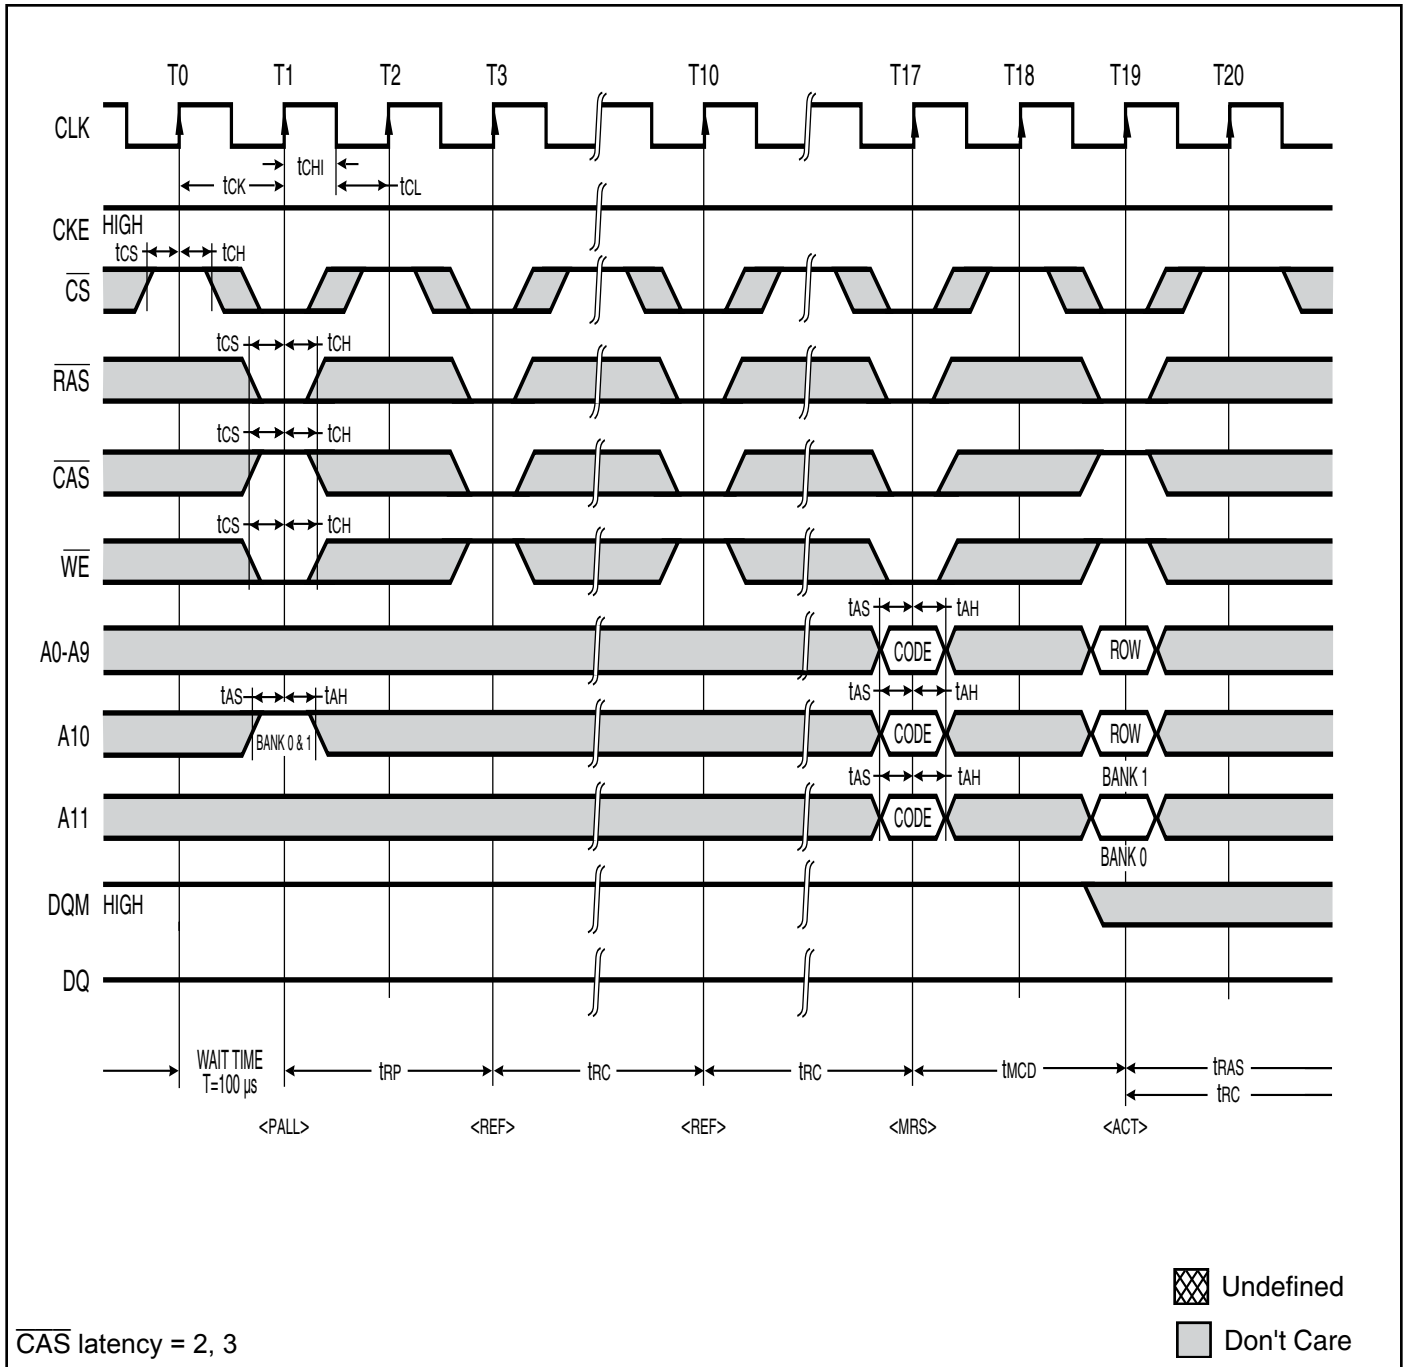 T0 T1 T2 T3 T10 T17 T18 T19 T20
CLK
tCHI
tCK tCL
CKE HIGH
tCS tCH
CS
tCS tCH
RAS
tCS tCH
CAS
tCS tCH
WE
tAS tAH
A0-A9 CODE ROW
tAS tAH tAS tAH
A10 BANK 0 & 1 CODE ROW
tAS tAH BANK 1
A11 CODE
BANK 0
DQM HIGH
DQ
WAIT TIME
T=100 µs
tRP tRC tRC tMCD tRAS
tRC
<PALL> <REF> <REF> <MRS> <ACT>
Undefined
CAS latency = 2, 3
Don't Care